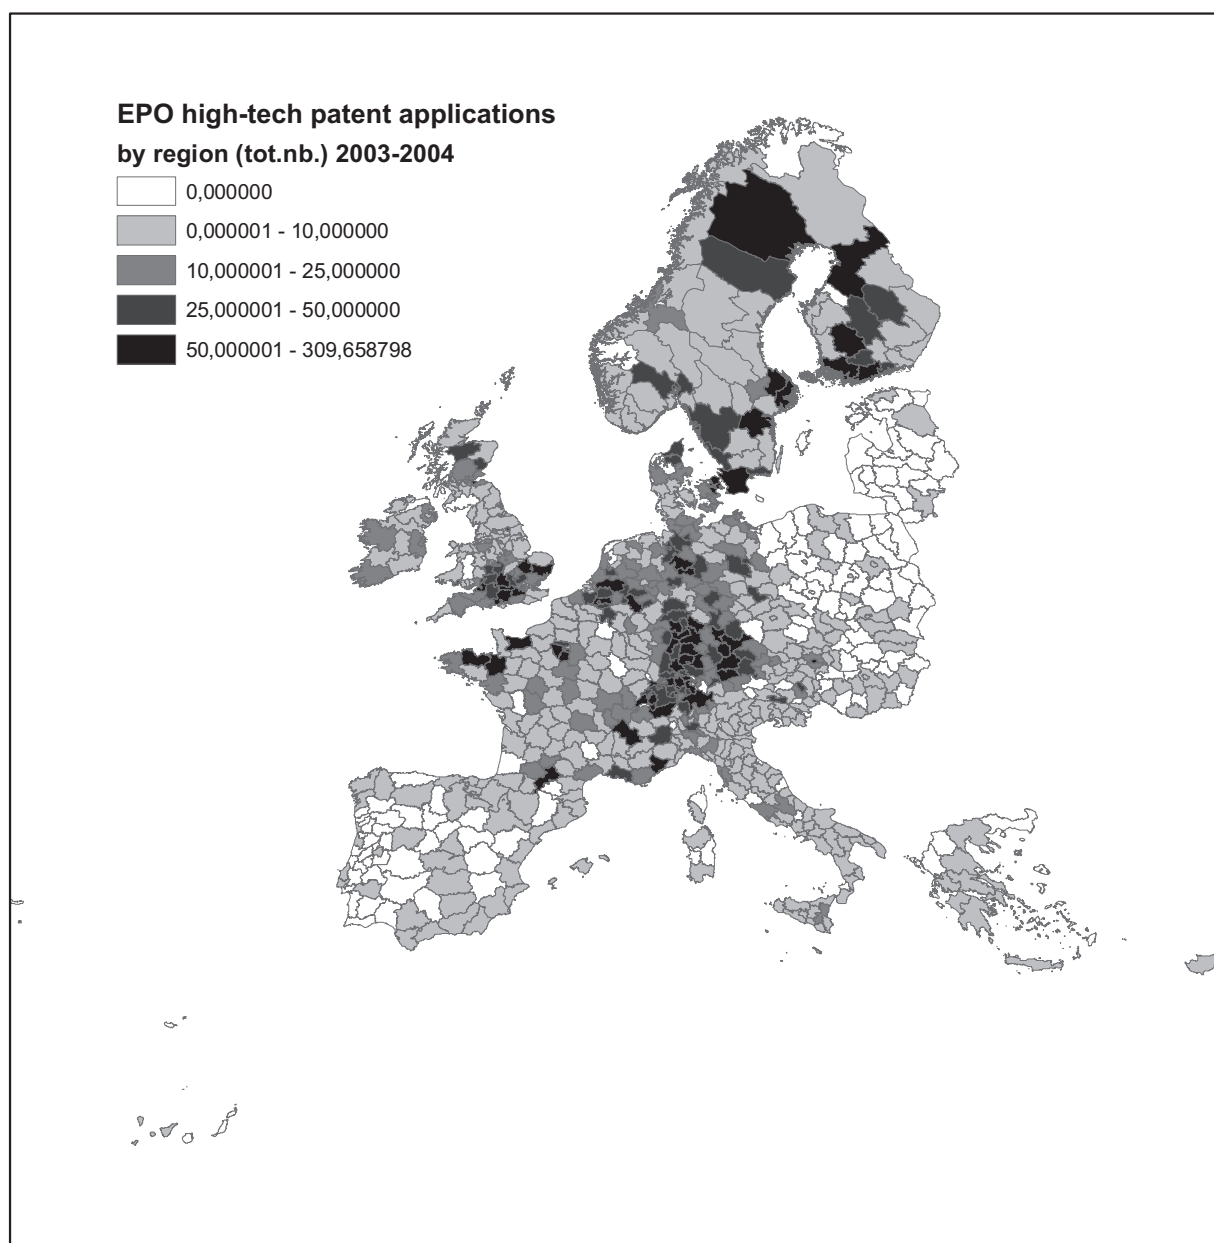 EPO high-tech patent applications
by region (tot.nb.) 2003-2004
0,000000
0,000001 - 10,000000
10,000001 - 25,000000
25,000001 - 50,000000
50,000001 - 309,658798